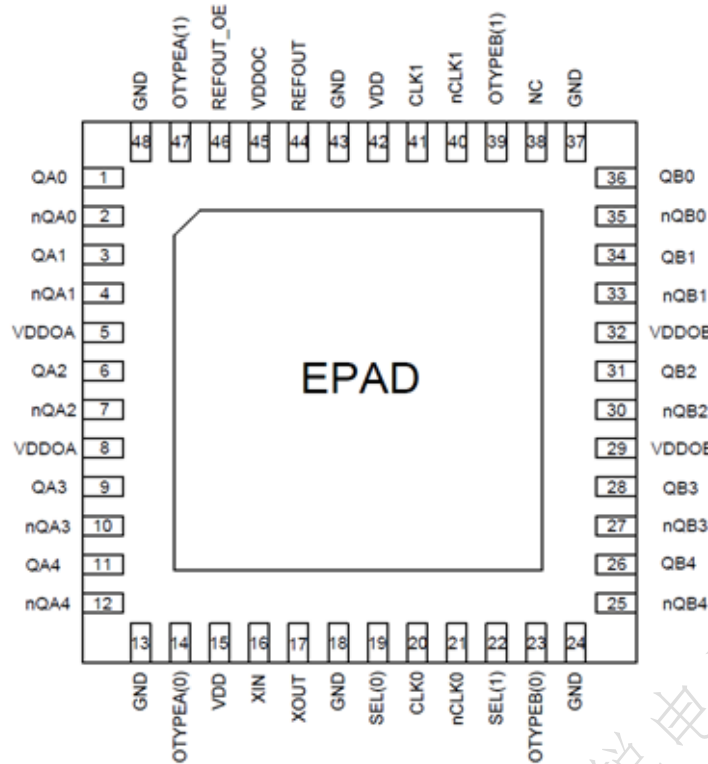 GND OTYPEA(1) REFOUT_OE VDDOC REFOUT GND VDD CLK1 nCLK1 OTYPEB(1) NC GND
48 47 46 45 44 43 42 41 40 39 38 37
QA0 1 36 QB0
nQA0 2 35 nQB0
QA1 3 34 QB1
nQA1 4 33 nQB1
VDDOA 5 32 VDDOB
QA2 6 31 QB2
EPAD
nQA2 7 30 nQB2
VDDOA 8 29 VDDOB
QA3 9 28 QB3
nQA3 10 27 nQB3
QA4 11 26 QB4
nQA4 12 25 nQB4
13 14 15 16 17 18 19 20 21 22 23 24
GND OTYPEA(0) VDD XIN XOUT GND SEL(0) CLK0 nCLK0 SEL(1) OTYPEB(0) GND